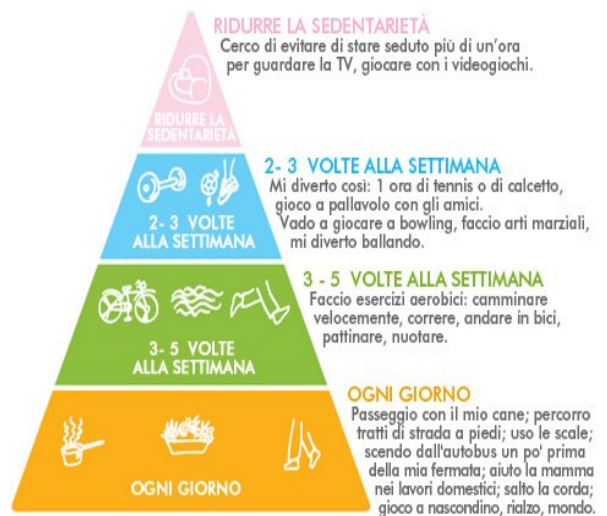 RIDURRE LA SEDENTARIETÀ
Cerco di evitare di stare seduto più di un'ora
per guardare la TV, giocare con i videogiochi.
RIDURRE LA
SEDENTARIETÀ
2- 3 VOLTE ALLA SETTIMANA
Mi diverto così: 1 ora di tennis o di calcetto,
gioco a pallavolo con gli amici.
Vado a giocare a bowling, faccio arti marziali,
mi diverto ballando.
2- 3 VOLTE
ALLA SETTIMANA
3 - 5 VOLTE ALLA SETTIMANA
Faccio esercizi aerobici: camminare
velocemente, correre, andare in bici,
pattinare, nuotare.
3- 5 VOLTE
ALLA SETTIMANA
OGNI GIORNO
Passeggio con il mio cane; percorro
tratti di strada a piedi; uso le scale;
scendo dall'autobus un po' prima
della mia fermata; aiuto la mamma
nei lavori domestici; salto la corda;
gioco a nascondino, rialzo, mondo.
OGNI GIORNO